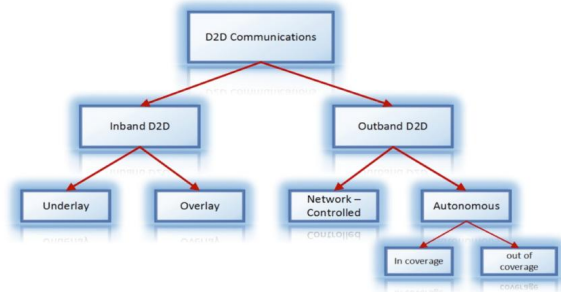 D2D Communications
Inband D2D
Outband D2D
Underlay
Overlay
Network –
Controlled
Autonomous
In coverage
out of
coverage